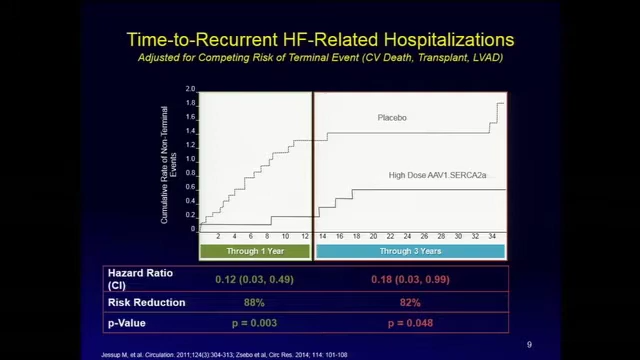 Time-to-Recurrent HF-Related Hospitalizations
Adjusted for Competing Risk of Terminal Event (CV Death, Transplant, LVAD)
Cumulative Rate of Non-Terminal
Events
2.0
1.8
1.6
1.4
1.2
1.0
0.8
0.6
0.4
0.2
0
Placebo
High Dose AAV1.SERCA2a
2 4 6 8 10 12 14 16 18 20 22 24 26 28 30 32 34
Through 1 Year
Through 3 Years
Hazard Ratio
(CI)
0.12 (0.03, 0.49)
0.18 (0.03, 0.99)
Risk Reduction
88%
82%
p-Value
p = 0.003
p = 0.048
9
Jessup M, et al. Circulation. 2011;124(3):304-313; Zsebo et al, Circ Res. 2014; 114: 101-108